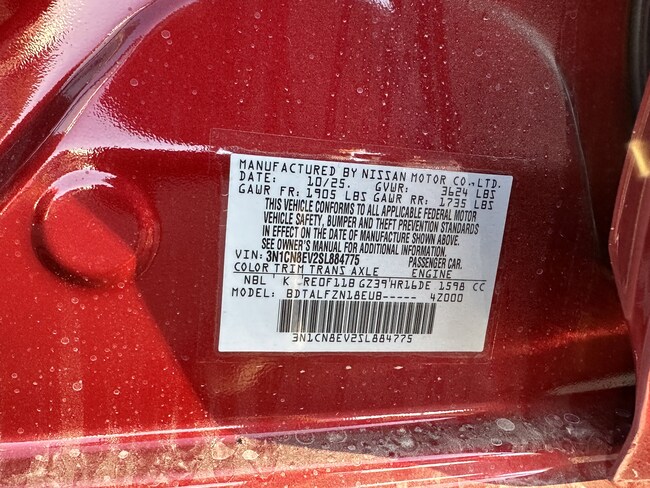 MANUFACTURED BY NISSAN MOTOR CO.,LTD.
DATE: 10/25. GVWR: 3624 LBS
GAWR FR: 1905 LBS GAWR RR: 1735 LBS
THIS VEHICLE CONFORMS TO ALL APPLICABLE FEDERAL MOTOR
VEHICLE SAFETY, BUMPER AND THEFT PREVENTION STANDARDS
IN EFFECT ON THE DATE OF MANUFACTURE SHOWN ABOVE.
SEE OWNER'S MANUAL FOR ADDITIONAL INFORMATION.
VIN: 3N1CN8EV2SL884775 PASSENGER CAR.
COLOR TRIM TRANS AXLE ENGINE
NBL ' K . RE0F11B GZ39'HR16DE 1598 CC
MODEL: BDTALFZN18EUB----- 4Z000
3N1CN8EV2SL884775